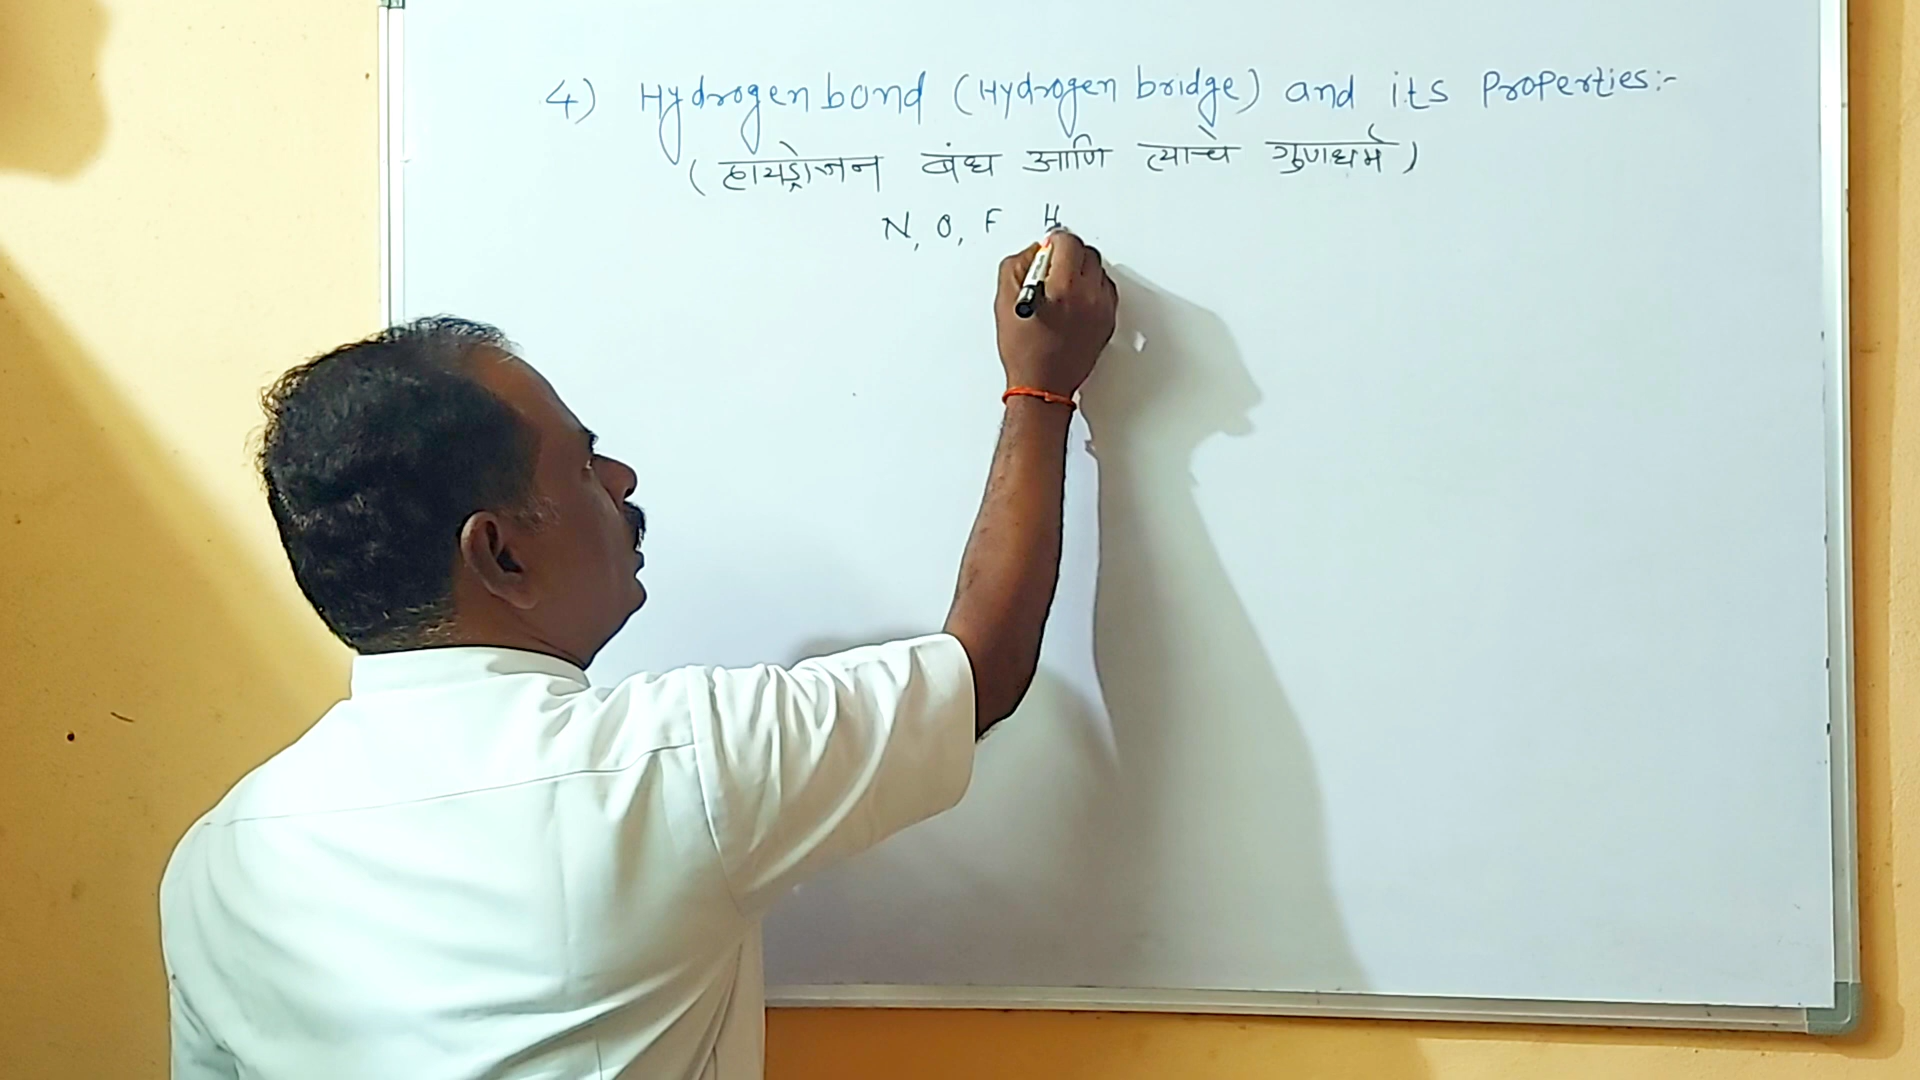 4) Hydrogen bond (Hydrogen bridge) and its Properties:-
(हायड्रोजन बंध आणि त्याचे गुणधर्म)
N, O, F H